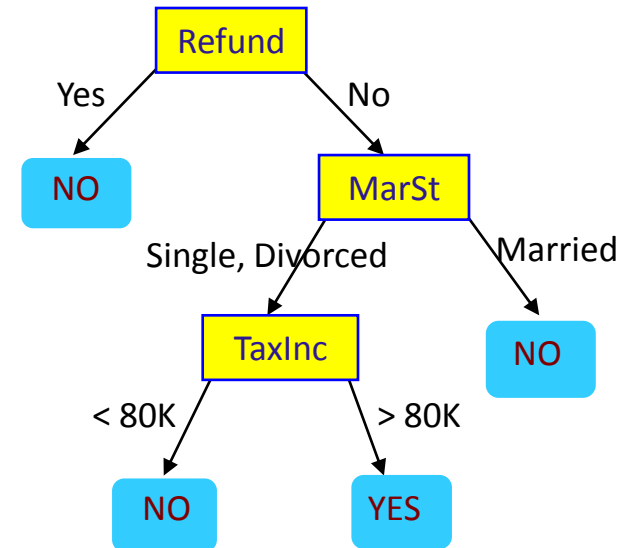 Refund
Yes
No
NO
MarSt
Single, Divorced
Married
TaxInc
NO
< 80K
> 80K
NO
YES